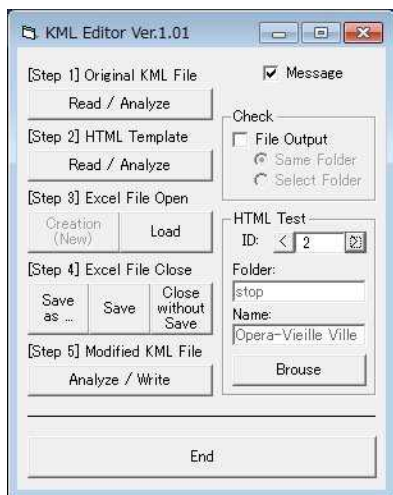 KML Editor Ver.1.01
[Step 1] Original KML File
Read / Analyze
[Step 2] HTML Template
Read / Analyze
[Step 3] Excel File Open
Creation
(New)
Load
[Step 4] Excel File Close
Save
as ...
Save
Close
without
Save
[Step 5] Modified KML File
Analyze / Write
Message
Check
File Output
Same Folder
Select Folder
HTML Test
ID:
<
2
>
Folder:
stop
Name:
Opera-Vieille Ville
Brouse
End